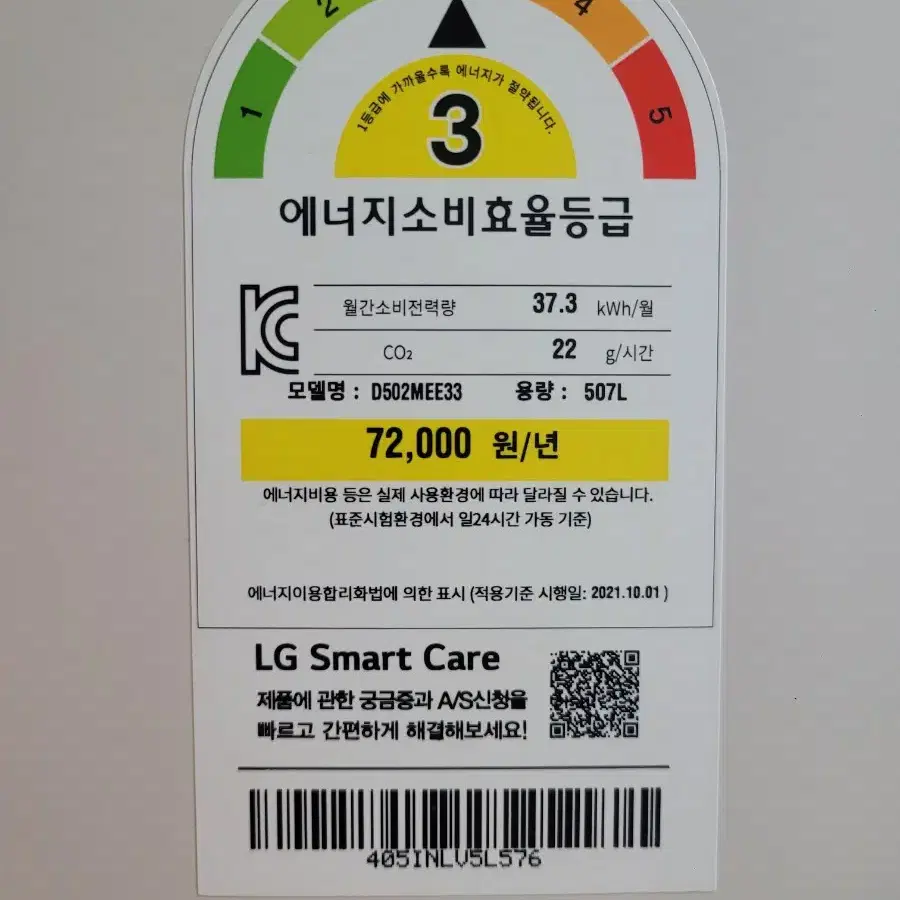 1 2 4 5
1등급에 가까울수록 에너지가 절약됩니다.
3
에너지소비효율등급
월간소비전력량 37.3 kWh/월
CO₂ 22 g/시간
모델명 : D502MEE33 용량 : 507L
72,000 원/년
에너지비용 등은 실제 사용환경에 따라 달라질 수 있습니다.
(표준시험환경에서 일24시간 가동 기준)
에너지이용합리화법에 의한 표시 (적용기준 시행일: 2021.10.01 )
LG Smart Care
제품에 관한 궁금증과 A/S신청을
빠르고 간편하게 해결해보세요!
405INLV5L576